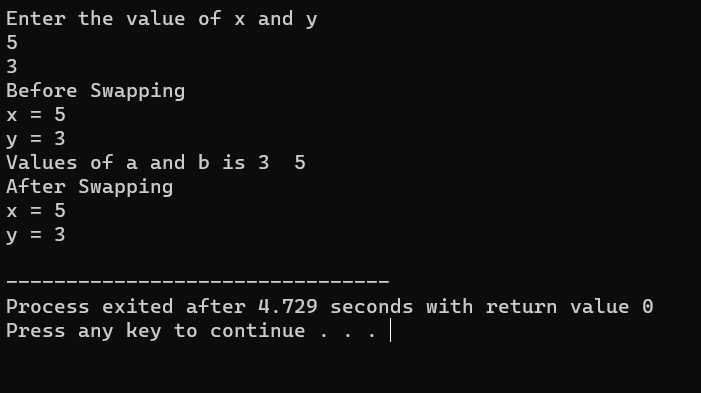 Enter the value of x and y
5
3
Before Swapping
x = 5
y = 3
Values of a and b is 3  5
After Swapping
x = 5
y = 3

--------------------------------
Process exited after 4.729 seconds with return value 0
Press any key to continue . . .